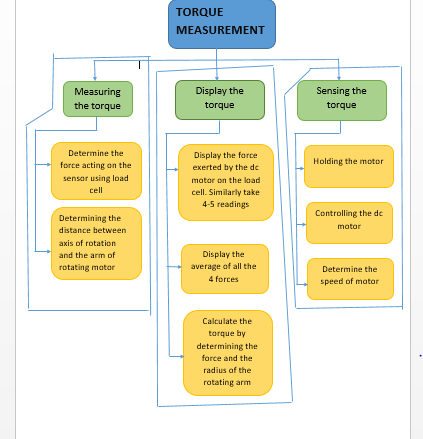 TORQUE
MEASUREMENT
Measuring
the torque
Determine the
force acting on the
sensor using load
cell
Determining the
distance between
axis of rotation
and the arm of
rotating motor
Display the
torque
Display the force
exerted by the dc
motor on the load
cell. Similarly take
4-5 readings
Display the
average of all the
4 forces
Calculate the
torque by
determining the
force and the
radius of the
rotating arm
Sensing the
torque
Holding the motor
Controlling the dc
motor
Determine the
speed of motor